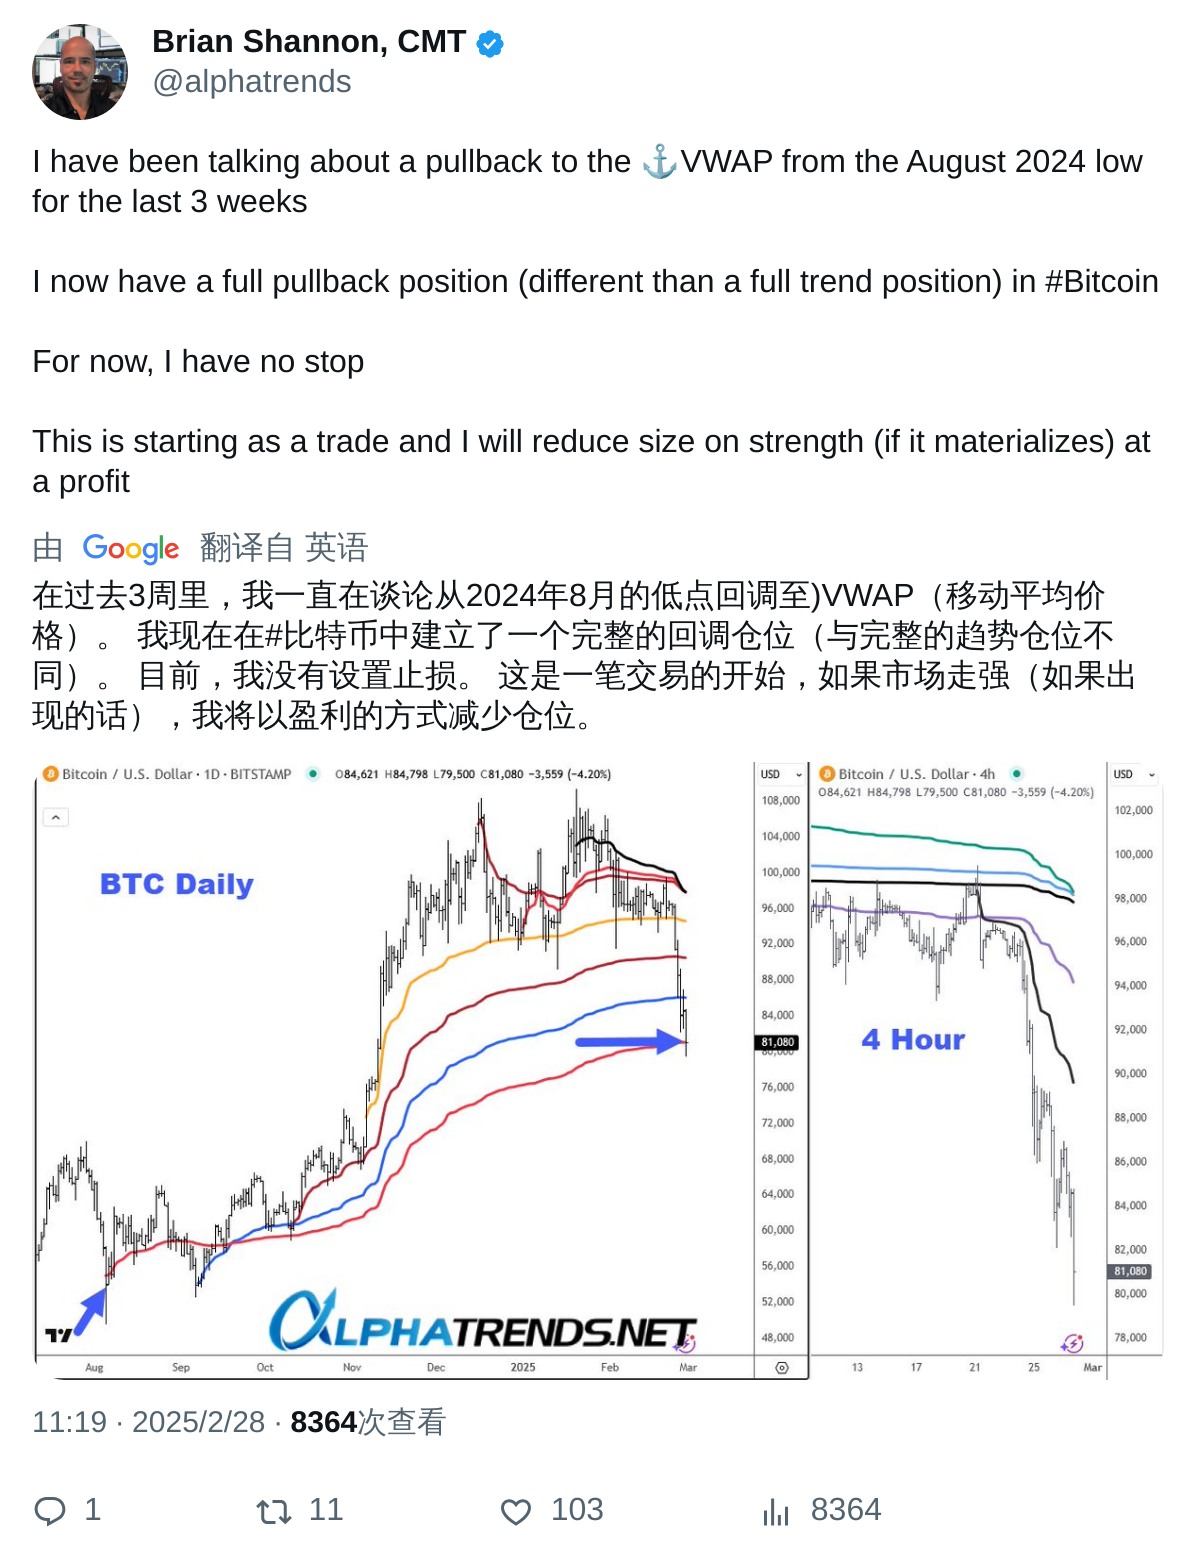 Brian Shannon, CMT
@alphatrends
I have been talking about a pullback to the ⚓VWAP from the August 2024 low
for the last 3 weeks
I now have a full pullback position (different than a full trend position) in #Bitcoin
For now, I have no stop
This is starting as a trade and I will reduce size on strength (if it materializes) at
a profit
由 Google 翻译自 英语
在过去3周里，我一直在谈论从2024年8月的低点回调至)VWAP（移动平均价
格）。 我现在在#比特币中建立了一个完整的回调仓位（与完整的趋势仓位不
同）。 目前，我没有设置止损。 这是一笔交易的开始，如果市场走强（如果出
现的话），我将以盈利的方式减少仓位。
Bitcoin / U.S. Dollar · 1D · BITSTAMP O84,621 H84,798 L79,500 C81,080 −3,559 (−4.20%)
USD
108,000
104,000
100,000
96,000
92,000
88,000
84,000
81,080
80,000
76,000
72,000
68,000
64,000
60,000
56,000
52,000
48,000
BTC Daily
ALPHATRENDS.NET
Aug Sep Oct Nov Dec 2025 Feb Mar
Bitcoin / U.S. Dollar · 4h
O84,621 H84,798 L79,500 C81,080 −3,559 (−4.20%)
USD
102,000
100,000
98,000
96,000
94,000
92,000
90,000
88,000
86,000
84,000
82,000
81,080
80,000
78,000
4 Hour
13 17 21 25 Mar
11:19 · 2025/2/28 · 8364次查看
1 11 103 8364